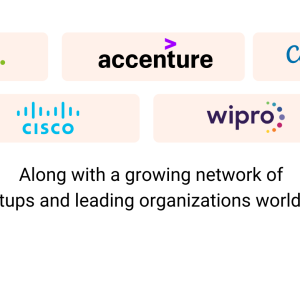 accenture
CISCO
wipro
Along with a growing network of
tups and leading organizations world